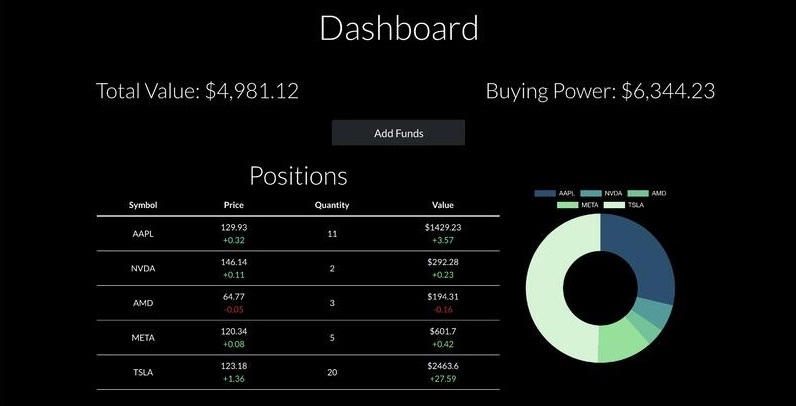 Dashboard
Total Value: $4,981.12 Buying Power: $6,344.23
Add Funds
Positions
Symbol Price Quantity Value
AAPL 129.93 +0.32 11 $1429.23 +3.57
NVDA 146.14 +0.11 2 $292.28 +0.23
AMD 64.77 -0.05 3 $194.31 -0.16
META 120.34 +0.08 5 $601.7 +0.42
TSLA 123.18 +1.36 20 $2463.6 +27.59
AAPL NVDA AMD
META TSLA